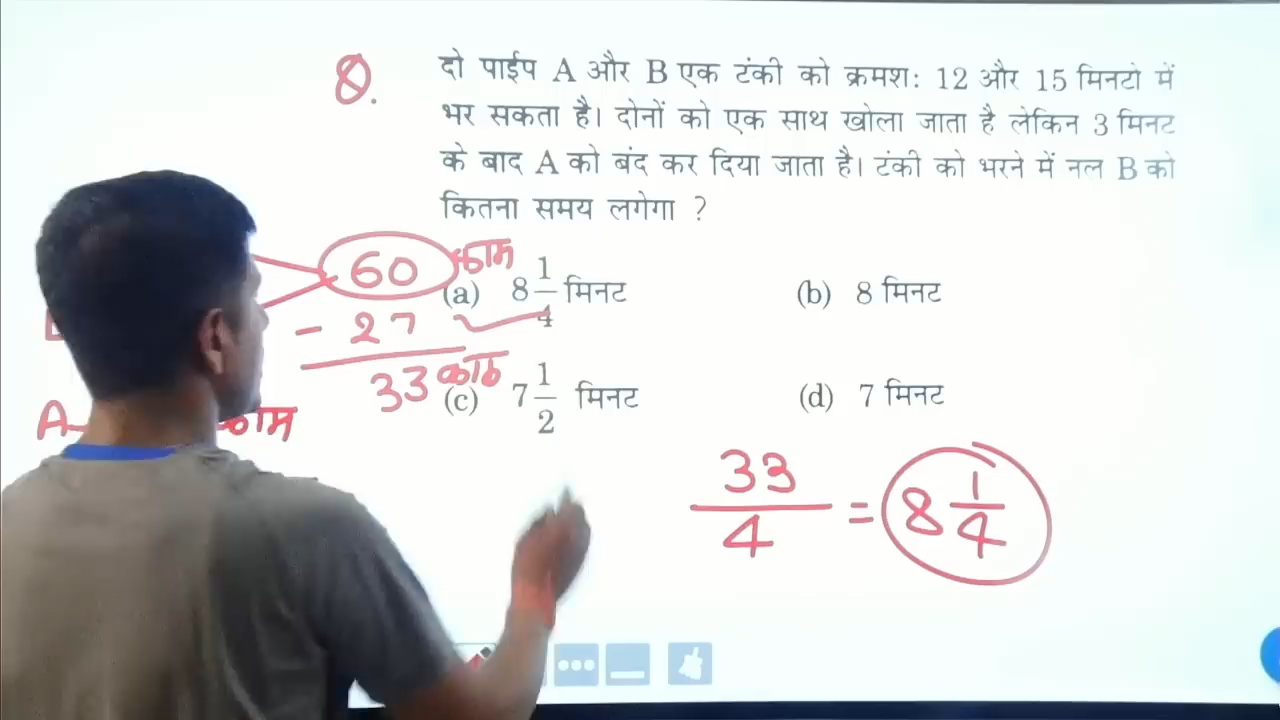 Q.
दो पाईप A और B एक टंकी को क्रमश: 12 और 15 मिनटो में
भर सकता है। दोनों को एक साथ खोला जाता है लेकिन 3 मिनट
के बाद A को बंद कर दिया जाता है। टंकी को भरने में नल B को
कितना समय लगेगा ?
60 काम
(a) 8 1/4 मिनट
(b) 8 मिनट
- 27
33 काम
(c) 7 1/2 मिनट
(d) 7 मिनट
A
33/4 = 8 1/4